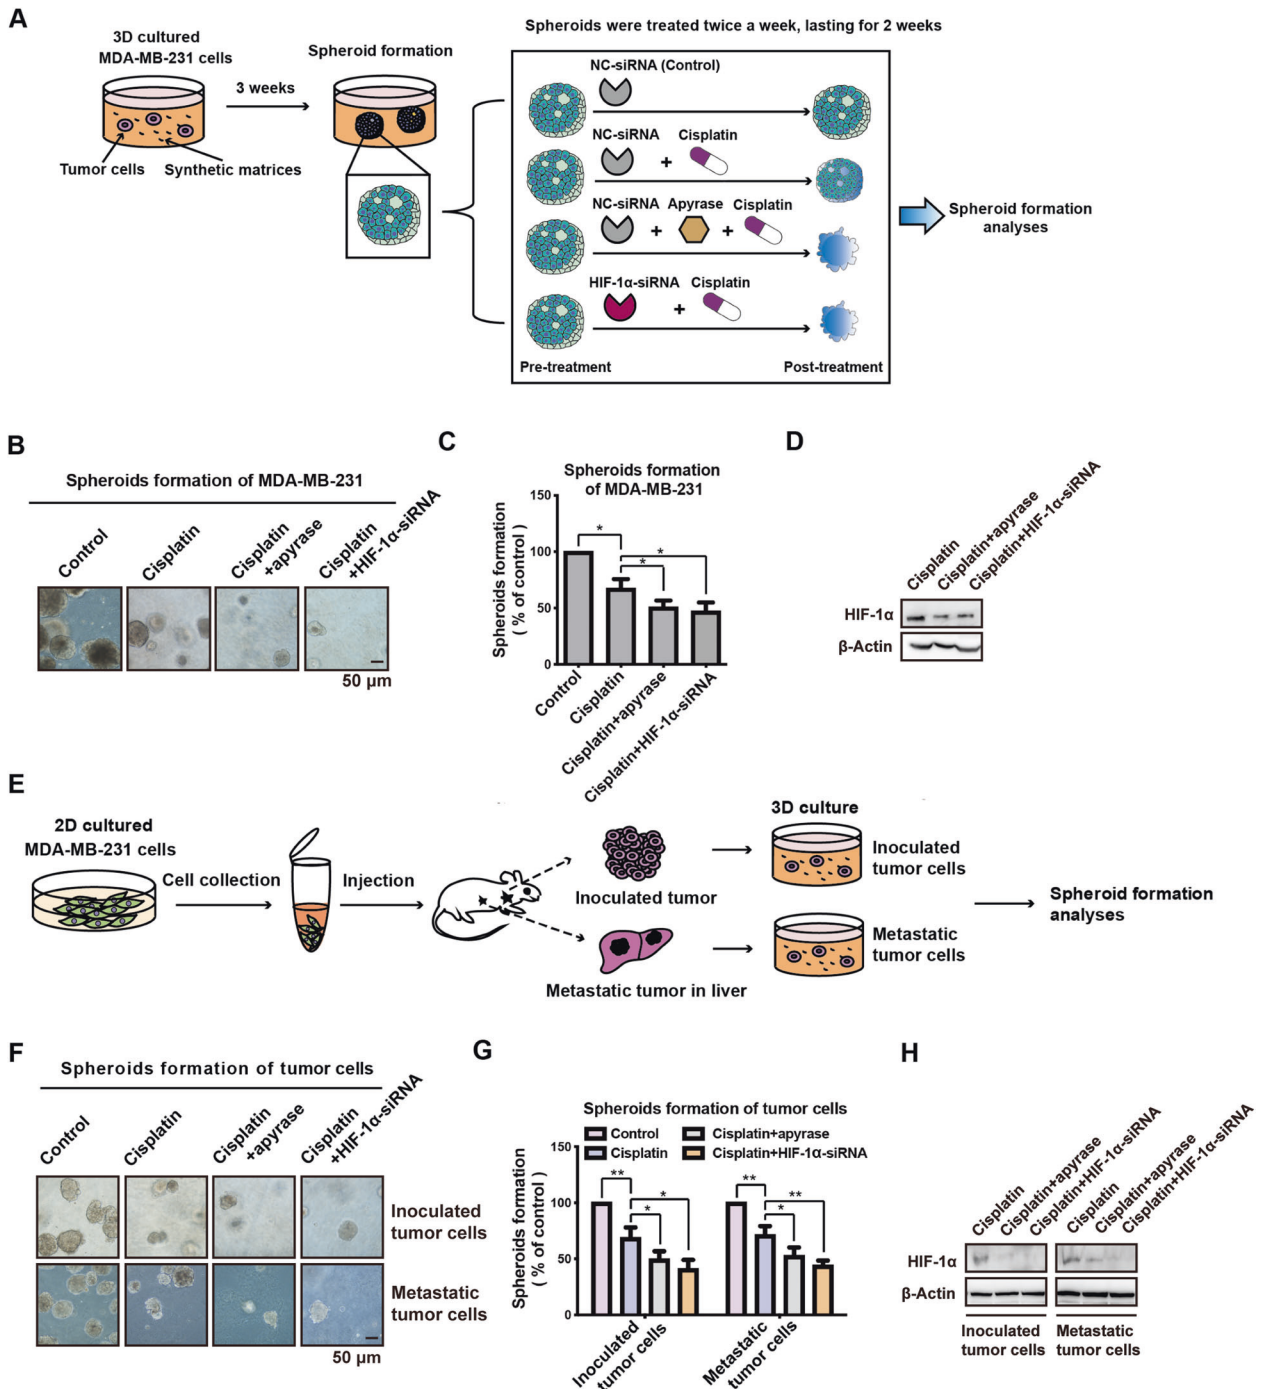 A
Spheroids were treated twice a week, lasting for 2 weeks
3D cultured
MDA-MB-231 cells
Spheroid formation
3 weeks
Tumor cells
Synthetic matrices
NC-siRNA (Control)
NC-siRNA
Cisplatin
+
NC-siRNA
Apyrase
Cisplatin
+
+
HIF-1α-siRNA
Cisplatin
+
Pre-treatment
Post-treatment
Spheroid formation
analyses
B
Spheroids formation of MDA-MB-231
Control
Cisplatin
Cisplatin
+apyrase
Cisplatin
+HIF-1α-siRNA
50 μm
C
Spheroids formation
of MDA-MB-231
Spheroids formation
( % of control )
150
100
50
0
*
*
*
Control
Cisplatin
Cisplatin+apyrase
Cisplatin+HIF-1α-siRNA
D
Cisplatin
Cisplatin+apyrase
Cisplatin+HIF-1α-siRNA
HIF-1α
β-Actin
E
2D cultured
MDA-MB-231 cells
Cell collection
Injection
Inoculated tumor
Metastatic tumor in liver
3D culture
Inoculated
tumor cells
Metastatic
tumor cells
Spheroid formation
analyses
F
Spheroids formation of tumor cells
Control
Cisplatin
Cisplatin
+apyrase
Cisplatin
+HIF-1α-siRNA
Inoculated
tumor cells
Metastatic
tumor cells
50 μm
G
Spheroids formation of tumor cells
Control
Cisplatin+apyrase
Cisplatin
Cisplatin+HIF-1α-siRNA
Spheroids formation
( % of control )
150
100
50
0
**
*
*
**
**
*
Inoculated
tumor cells
Metastatic
tumor cells
H
Cisplatin
Cisplatin+apyrase
Cisplatin+HIF-1α-siRNA
Cisplatin
Cisplatin+apyrase
Cisplatin+HIF-1α-siRNA
HIF-1α
β-Actin
Inoculated
tumor cells
Metastatic
tumor cells